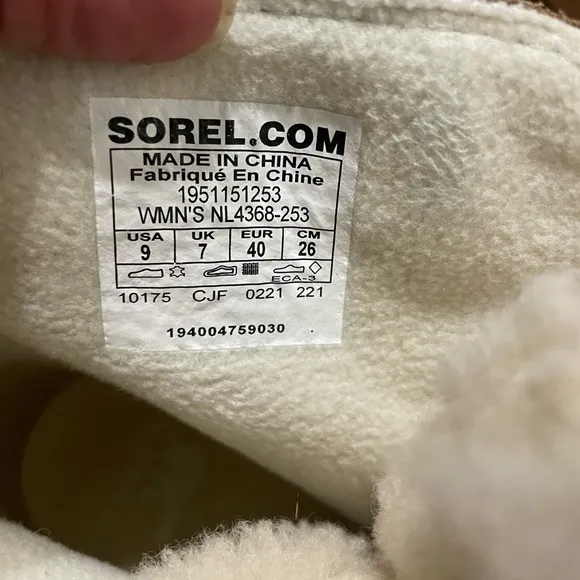 SOREL.COM
MADE IN CHINA
Fabriqué En Chine
1951151253
WMN'S NL4368-253
USA UK EUR CM
9 7 40 26
ECA-3
10175 CJF 0221 221
194004759030